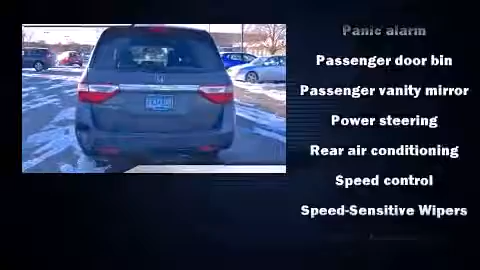 Panic alarm
Passenger door bin
Passenger vanity mirror
Power steering
Rear air conditioning
Speed control
Speed-Sensitive Wipers